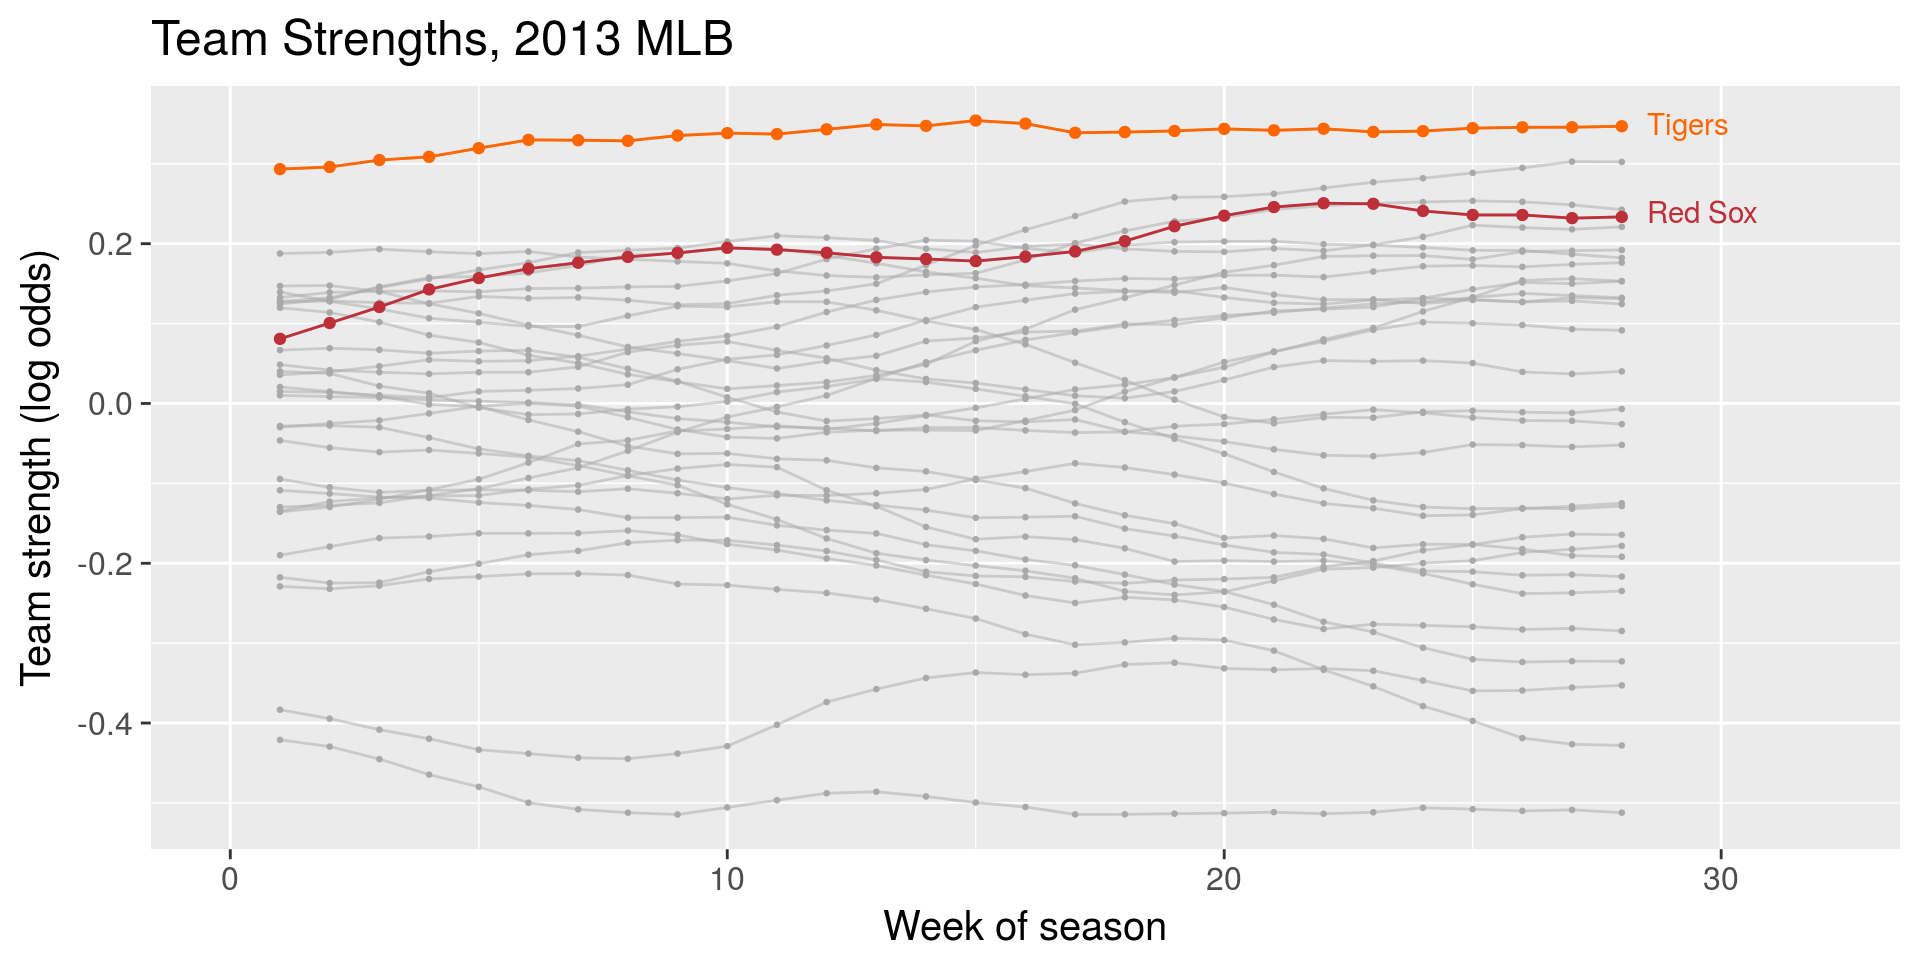 Team Strengths, 2013 MLB
Tigers
Red Sox
0.2
0.0
-0.2
-0.4
Team strength (log odds)
0
10
20
30
Week of season